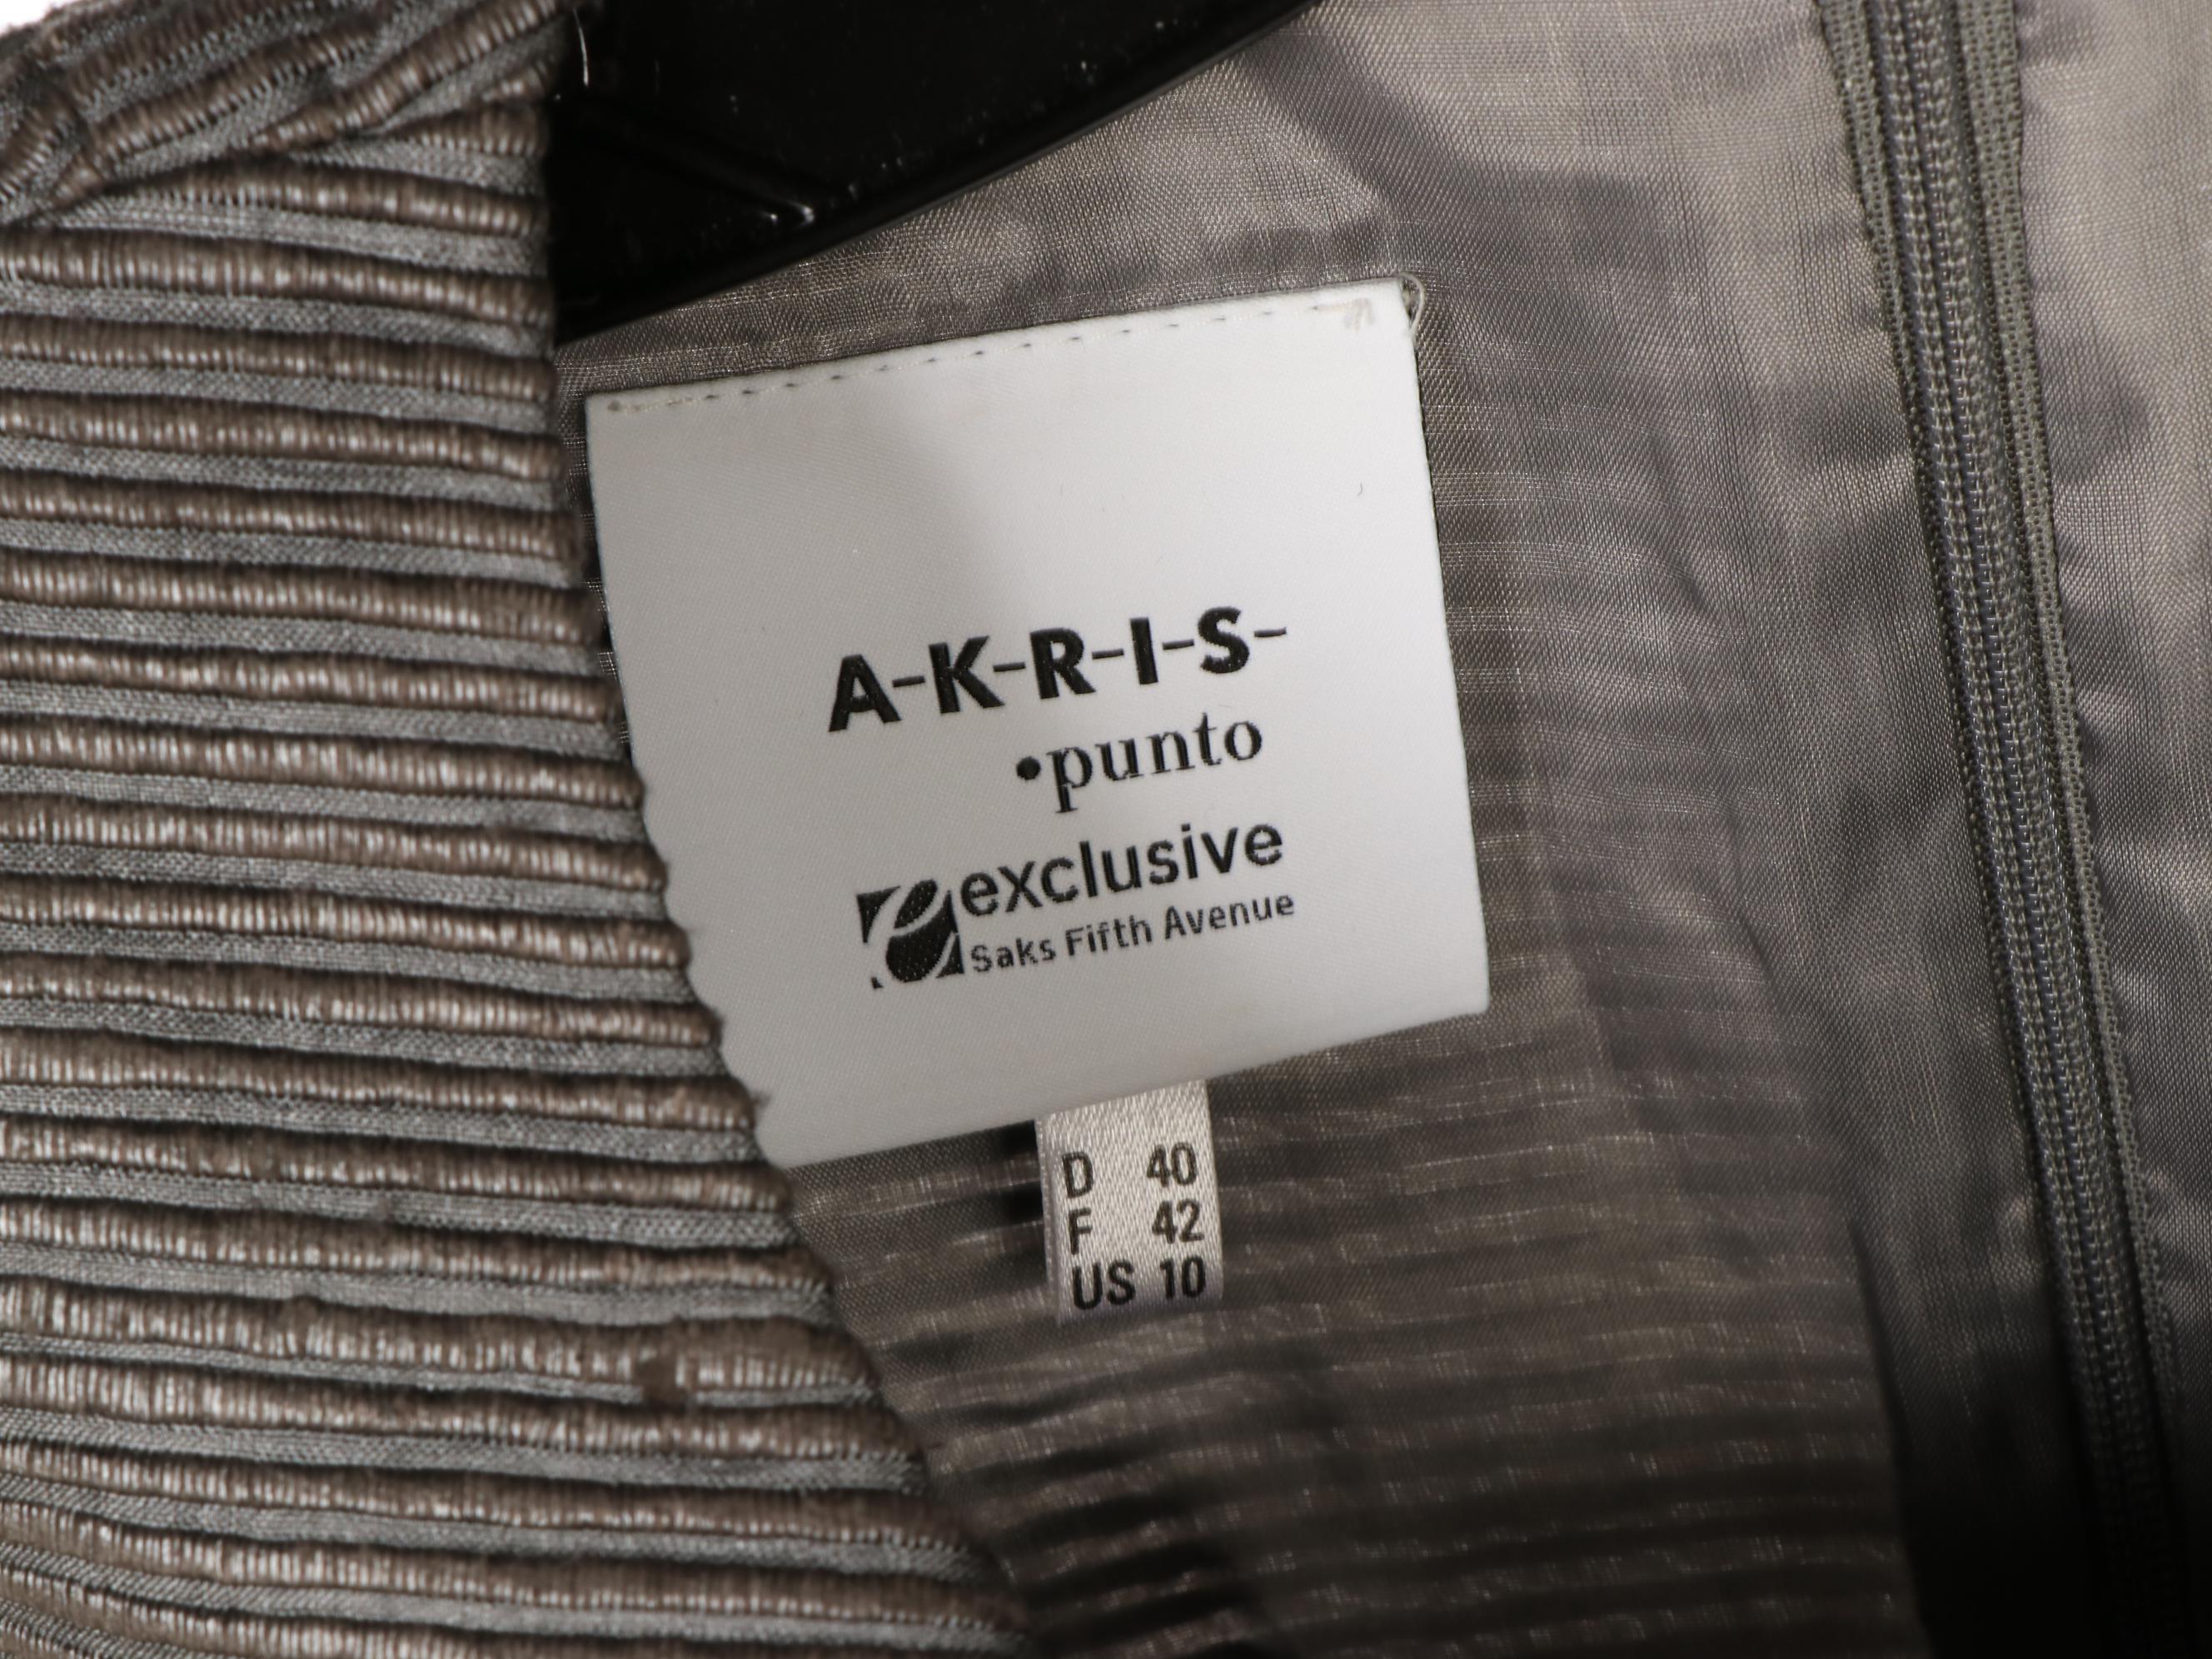 A-K-R-I-S-
•punto
exclusive
Saks Fifth Avenue
D 40
F 42
US 10